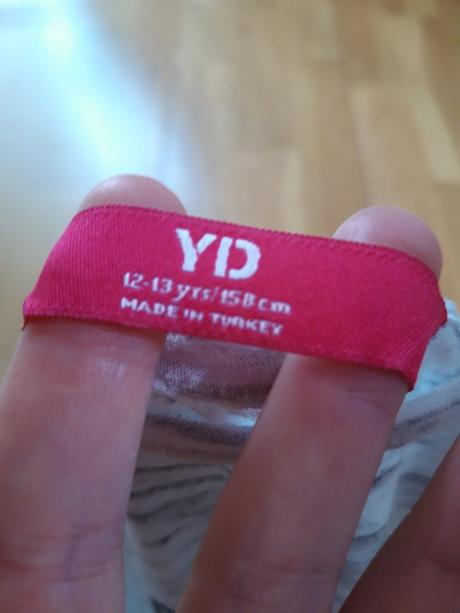 YD
12-13 yrs/158 cm
MADE IN TURKEY